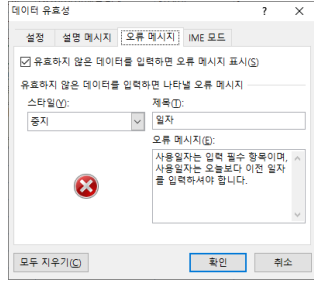 데이터 유효성
? ×
설정 설명 메시지 오류 메시지 IME 모드
유효하지 않은 데이터를 입력하면 오류 메시지 표시(S)
유효하지 않은 데이터를 입력하면 나타낼 오류 메시지
스타일(Y): 제목(T):
중지 일자
오류 메시지(E):
사용일자는 입력 필수 항목이며,
사용일자는 오늘보다 이전 일자
를 입력하셔야 합니다.
모두 지우기(C) 확인 취소